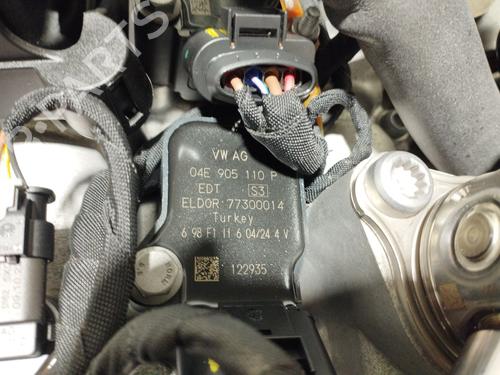 VW AG
04E 905 110 P
EDT S3
ELDOR: 77300014
Turkey
6 98 F1 11 6 04/24 4 V
122935